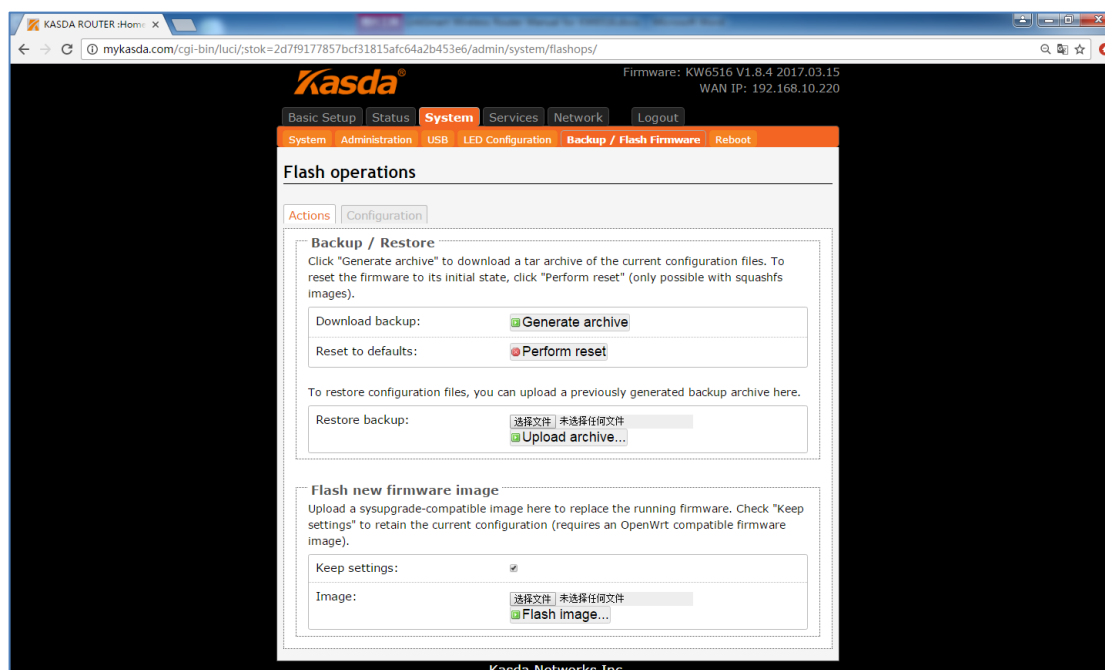 KASDA ROUTER :Home
mykasda.com/cgi-bin/luci/;stok=2d7f9177857bcf31815afc64a2b453e6/admin/system/flashops/
Kasda®
Firmware: KW6516 V1.8.4 2017.03.15
WAN IP: 192.168.10.220
Basic Setup Status System Services Network Logout
System Administration USB LED Configuration Backup / Flash Firmware Reboot
Flash operations
Actions Configuration
Backup / Restore
Click "Generate archive" to download a tar archive of the current configuration files. To
reset the firmware to its initial state, click "Perform reset" (only possible with squashfs
images).
Download backup: Generate archive
Reset to defaults: Perform reset
To restore configuration files, you can upload a previously generated backup archive here.
Restore backup: 选择文件 未选择任何文件
Upload archive...
Flash new firmware image
Upload a sysupgrade-compatible image here to replace the running firmware. Check "Keep
settings" to retain the current configuration (requires an OpenWrt compatible firmware
image).
Keep settings:
Image: 选择文件 未选择任何文件
Flash image...
Kasda Networks Inc